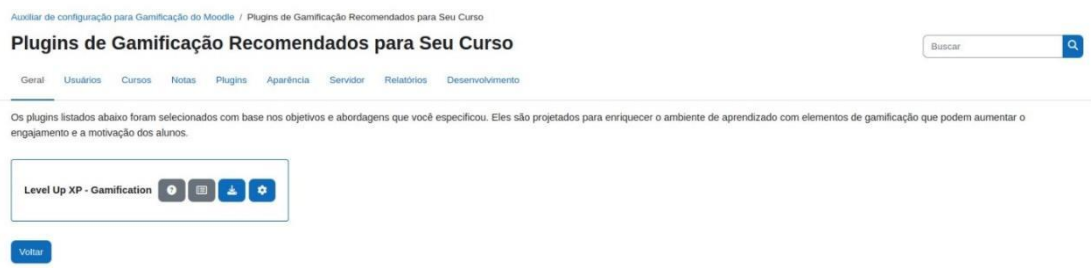 Auxiliar de configuração para Gamificação do Moodle / Plugins de Gamificação Recomendados para Seu Curso
Plugins de Gamificação Recomendados para Seu Curso
Buscar
Geral Usuários Cursos Notas Plugins Aparência Servidor Relatórios Desenvolvimento
Os plugins listados abaixo foram selecionados com base nos objetivos e abordagens que você especificou. Eles são projetados para enriquecer o ambiente de aprendizado com elementos de gamificação que podem aumentar o
engajamento e a motivação dos alunos.
Level Up XP - Gamification
Voltar